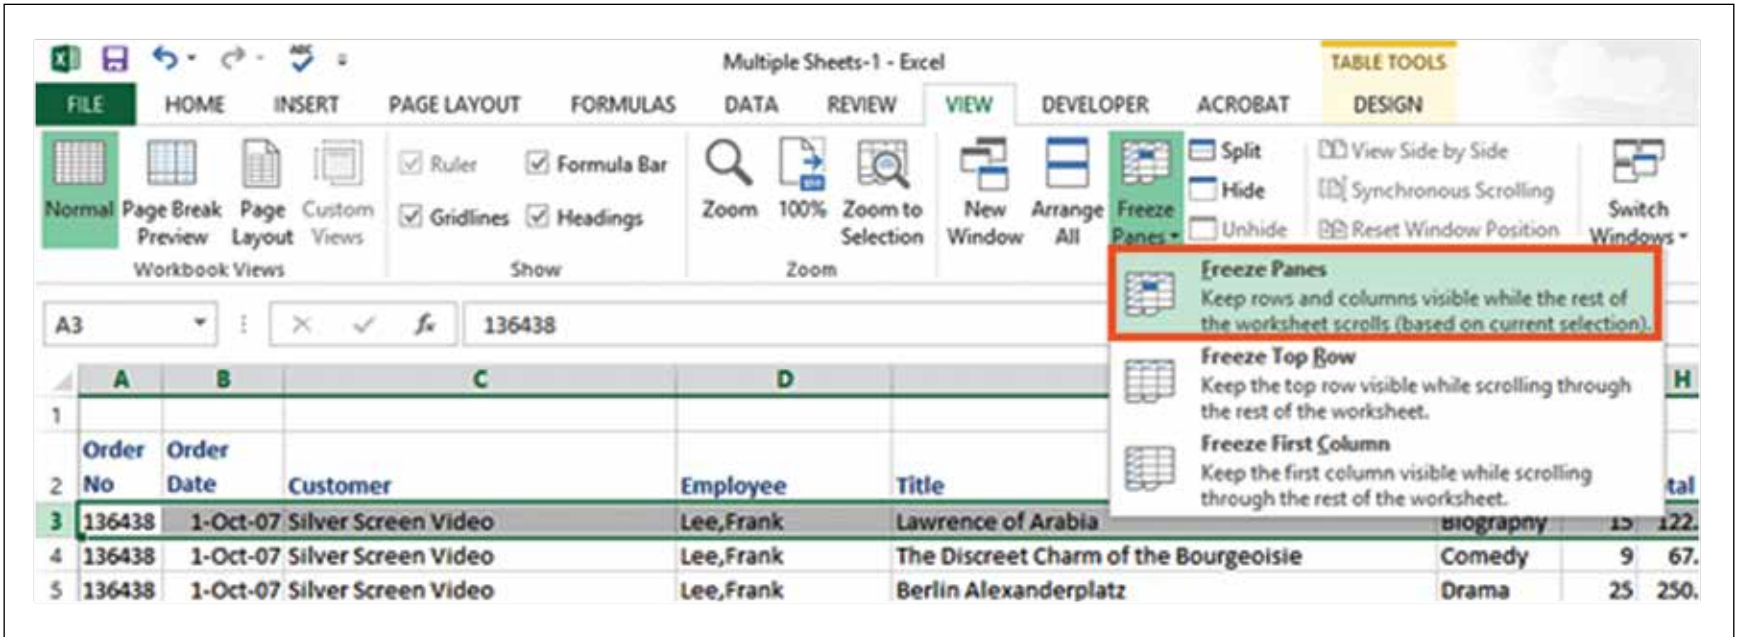 ABC
Multiple Sheets-1 - Excel
TABLE TOOLS
FILE HOME INSERT PAGE LAYOUT FORMULAS DATA REVIEW VIEW DEVELOPER ACROBAT DESIGN
Normal Page Break Preview Page Layout Custom Views
Ruler Formula Bar
Gridlines Headings
Zoom 100% Zoom to Selection
New Window Arrange All Freeze Panes
Split
Hide
Unhide
View Side by Side
Synchronous Scrolling
Reset Window Position
Switch Windows
Workbook Views Show Zoom
Freeze Panes
Keep rows and columns visible while the rest of
the worksheet scrolls (based on current selection).
Freeze Top Row
Keep the top row visible while scrolling through
the rest of the worksheet.
Freeze First Column
Keep the first column visible while scrolling
through the rest of the worksheet.
A3 fx 136438
A B C D H
1
2 Order No Order Date Customer Employee Title tal
3 136438 1-Oct-07 Silver Screen Video Lee,Frank Lawrence of Arabia Biography 15 122.
4 136438 1-Oct-07 Silver Screen Video Lee,Frank The Discreet Charm of the Bourgeoisie Comedy 9 67.
5 136438 1-Oct-07 Silver Screen Video Lee,Frank Berlin Alexanderplatz Drama 25 250.